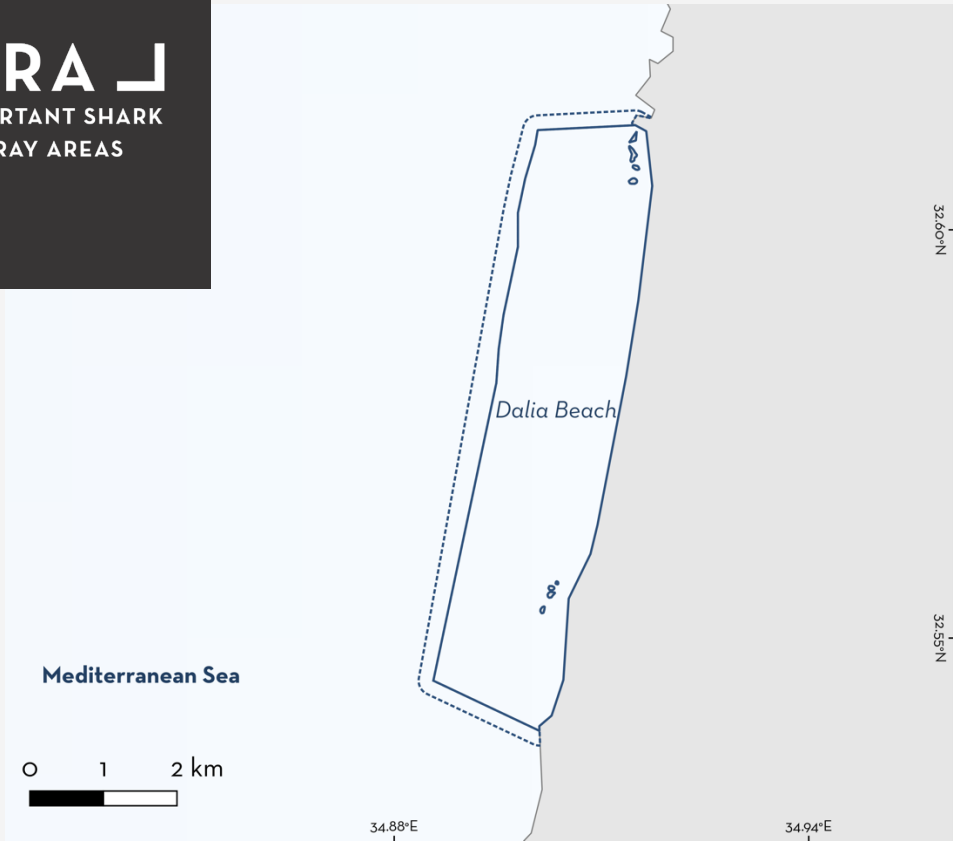 RA
RTANT SHARK
RAY AREAS
32.60°N
Dalia Beach
32.55°N
Mediterranean Sea
0 1 2 km
34.88°E 34.94°E